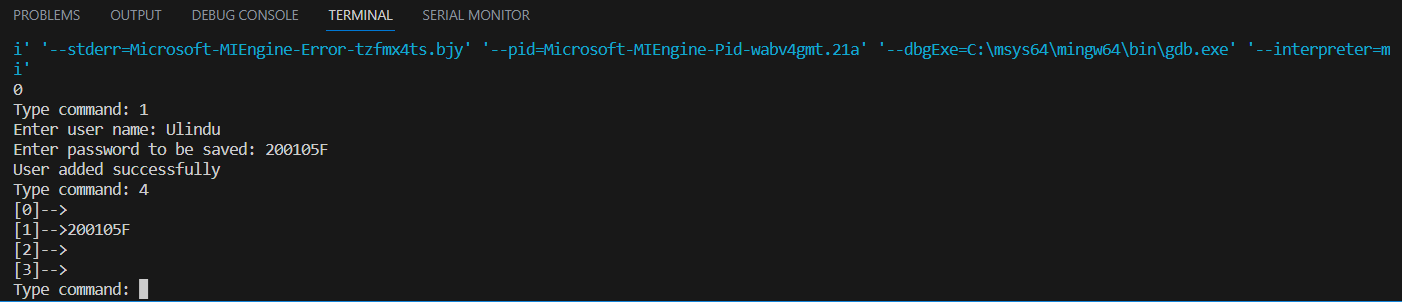 PROBLEMS OUTPUT DEBUG CONSOLE TERMINAL SERIAL MONITOR
i' '--stderr=Microsoft-MIEngine-Error-tzfmx4ts.bjy' '--pid=Microsoft-MIEngine-Pid-wabv4gmt.21a' '--dbgExe=C:\msys64\mingw64\bin\gdb.exe' '--interpreter=m
i'
0
Type command: 1
Enter user name: Ulindu
Enter password to be saved: 200105F
User added successfully
Type command: 4
[0]-->
[1]-->200105F
[2]-->
[3]-->
Type command: